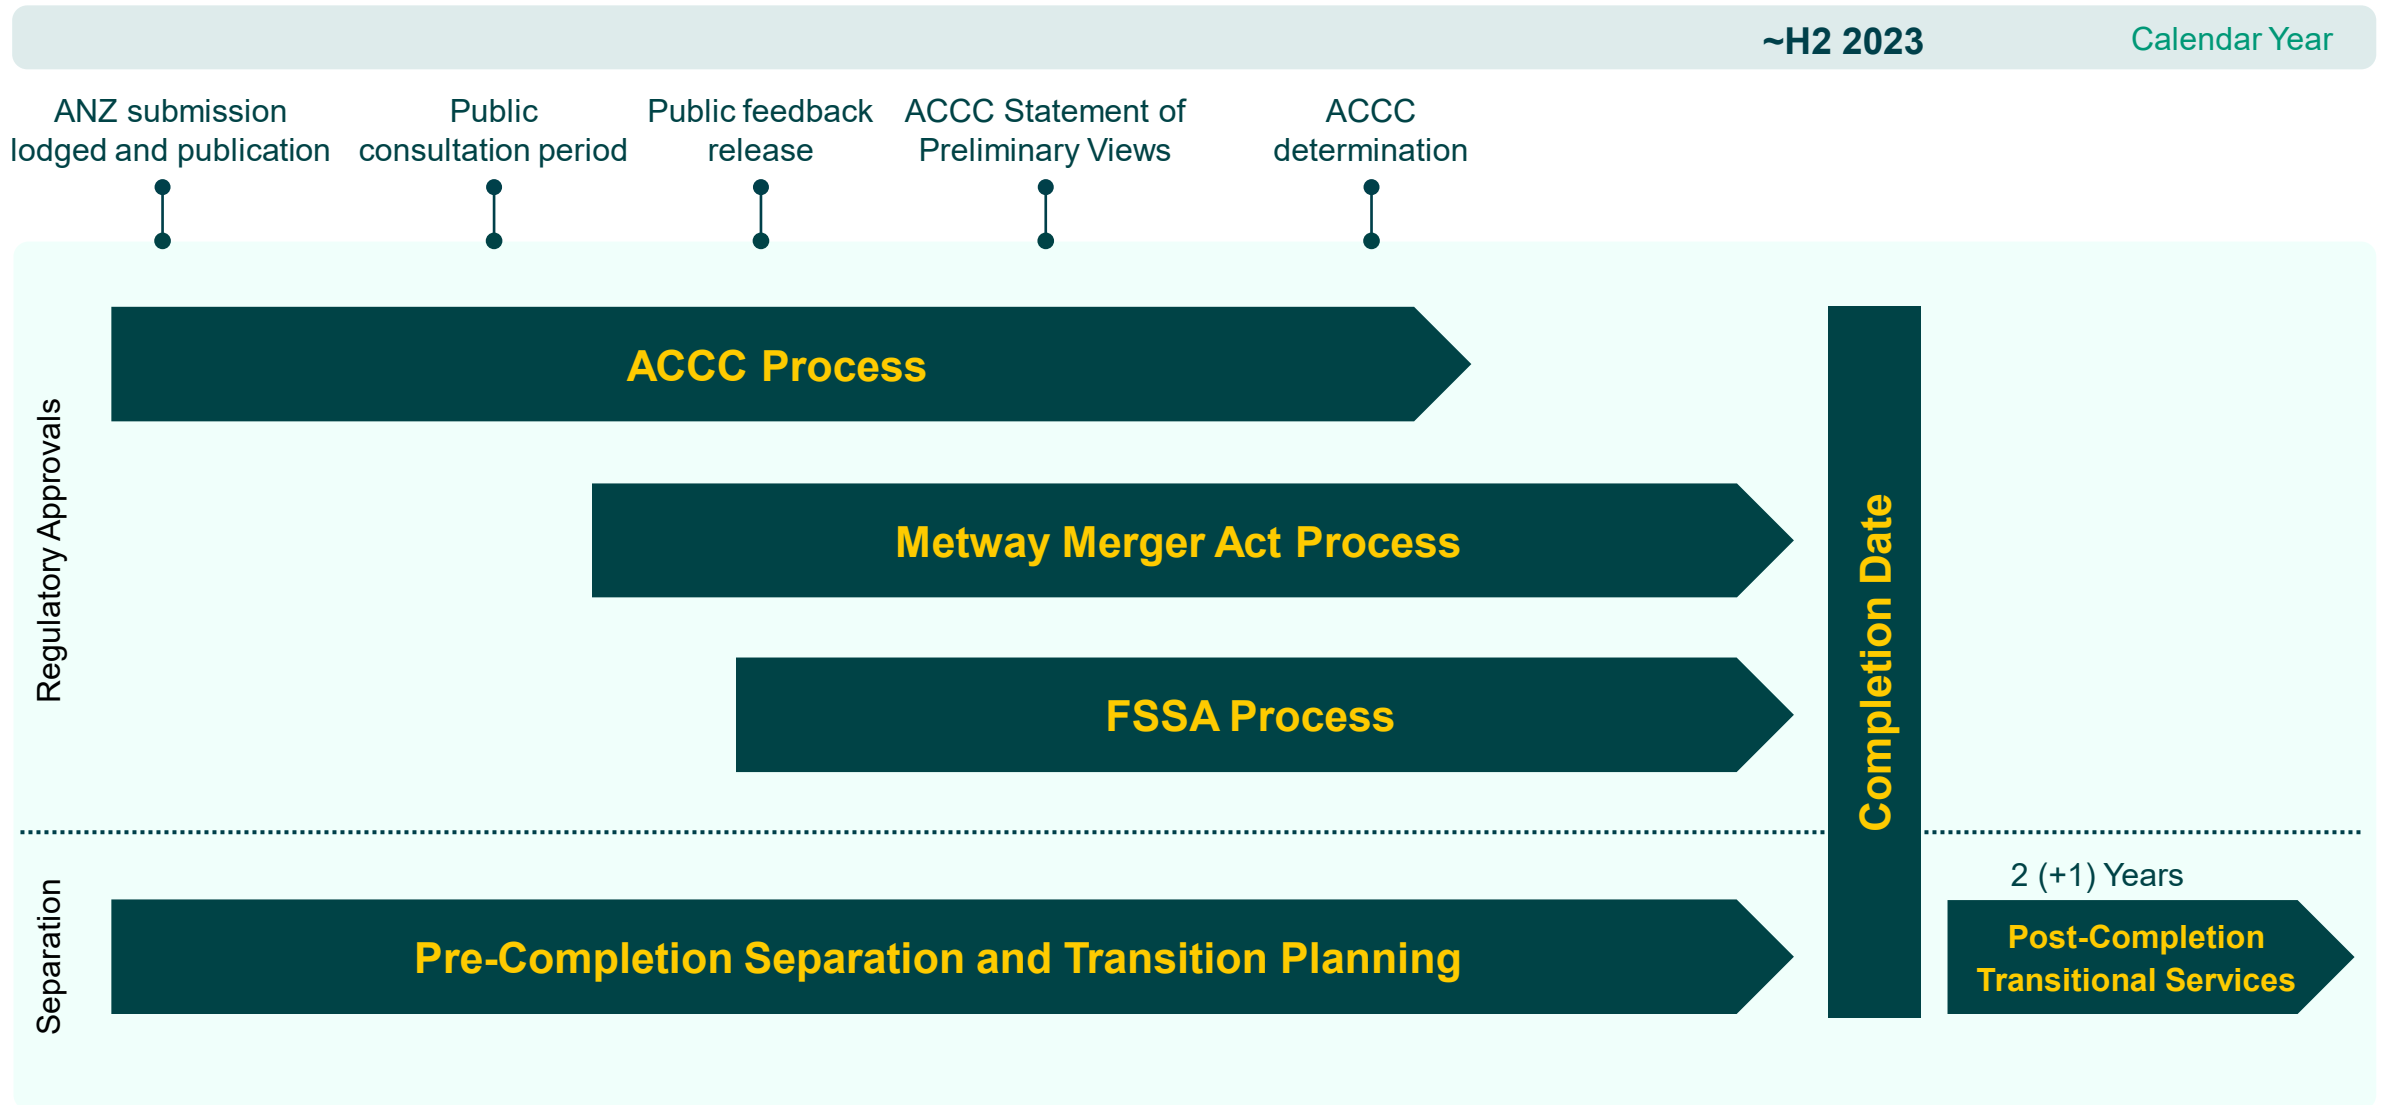 ~H2 2023
Calendar Year
ANZ submission
lodged and publication
Public
consultation period
Public feedback
release
ACCC Statement of
Preliminary Views
ACCC
determination
Regulatory Approvals
ACCC Process
Metway Merger Act Process
FSSA Process
Completion Date
Separation
Pre-Completion Separation and Transition Planning
2 (+1) Years
Post-Completion
Transitional Services